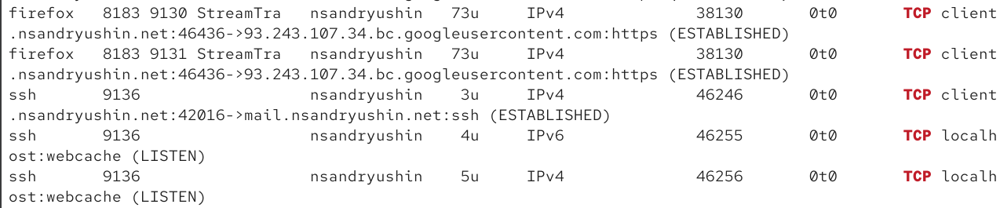 firefox   8183 9130 StreamTra   nsandryushin   73u     IPv4              38130      0t0       TCP client
.nsandryushin.net:46436->93.243.107.34.bc.googleusercontent.com:https (ESTABLISHED)
firefox   8183 9131 StreamTra   nsandryushin   73u     IPv4              38130      0t0       TCP client
.nsandryushin.net:46436->93.243.107.34.bc.googleusercontent.com:https (ESTABLISHED)
ssh       9136                  nsandryushin    3u     IPv4              46246      0t0       TCP client
.nsandryushin.net:42016->mail.nsandryushin.net:ssh (ESTABLISHED)
ssh       9136                  nsandryushin    4u     IPv6              46255      0t0       TCP localh
ost:webcache (LISTEN)
ssh       9136                  nsandryushin    5u     IPv4              46256      0t0       TCP localh
ost:webcache (LISTEN)